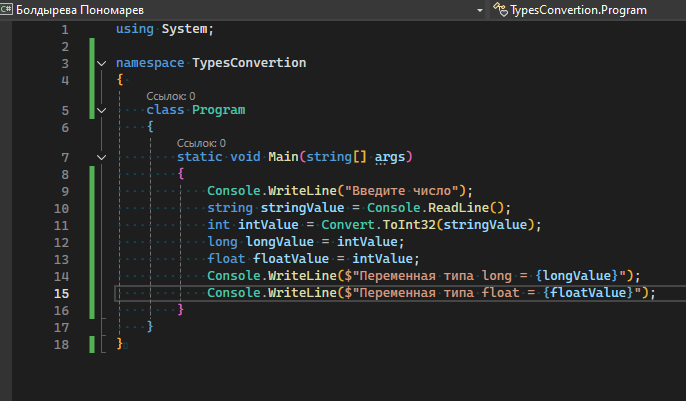 C# Болдырева Пономарев TypesConvertion.Program
1 using System;
2
3 namespace TypesConvertion
4 {
Ссылок: 0
5 class Program
6 {
Ссылок: 0
7 static void Main(string[] args)
8 {
9 Console.WriteLine("Введите число");
10 string stringValue = Console.ReadLine();
11 int intValue = Convert.ToInt32(stringValue);
12 long longValue = intValue;
13 float floatValue = intValue;
14 Console.WriteLine($"Переменная типа long = {longValue}");
15 Console.WriteLine($"Переменная типа float = {floatValue}");
16 }
17 }
18 }